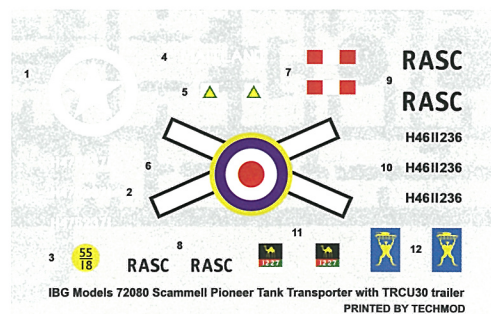 1
4
5
7
9
RASC
RASC
6
2
H46II236
10
H46II236
H46II236
3
55
18
8
RASC
RASC
11
1227
1227
12
IBG Models 72080 Scammell Pioneer Tank Transporter with TRCU30 trailer
PRINTED BY TECHMOD